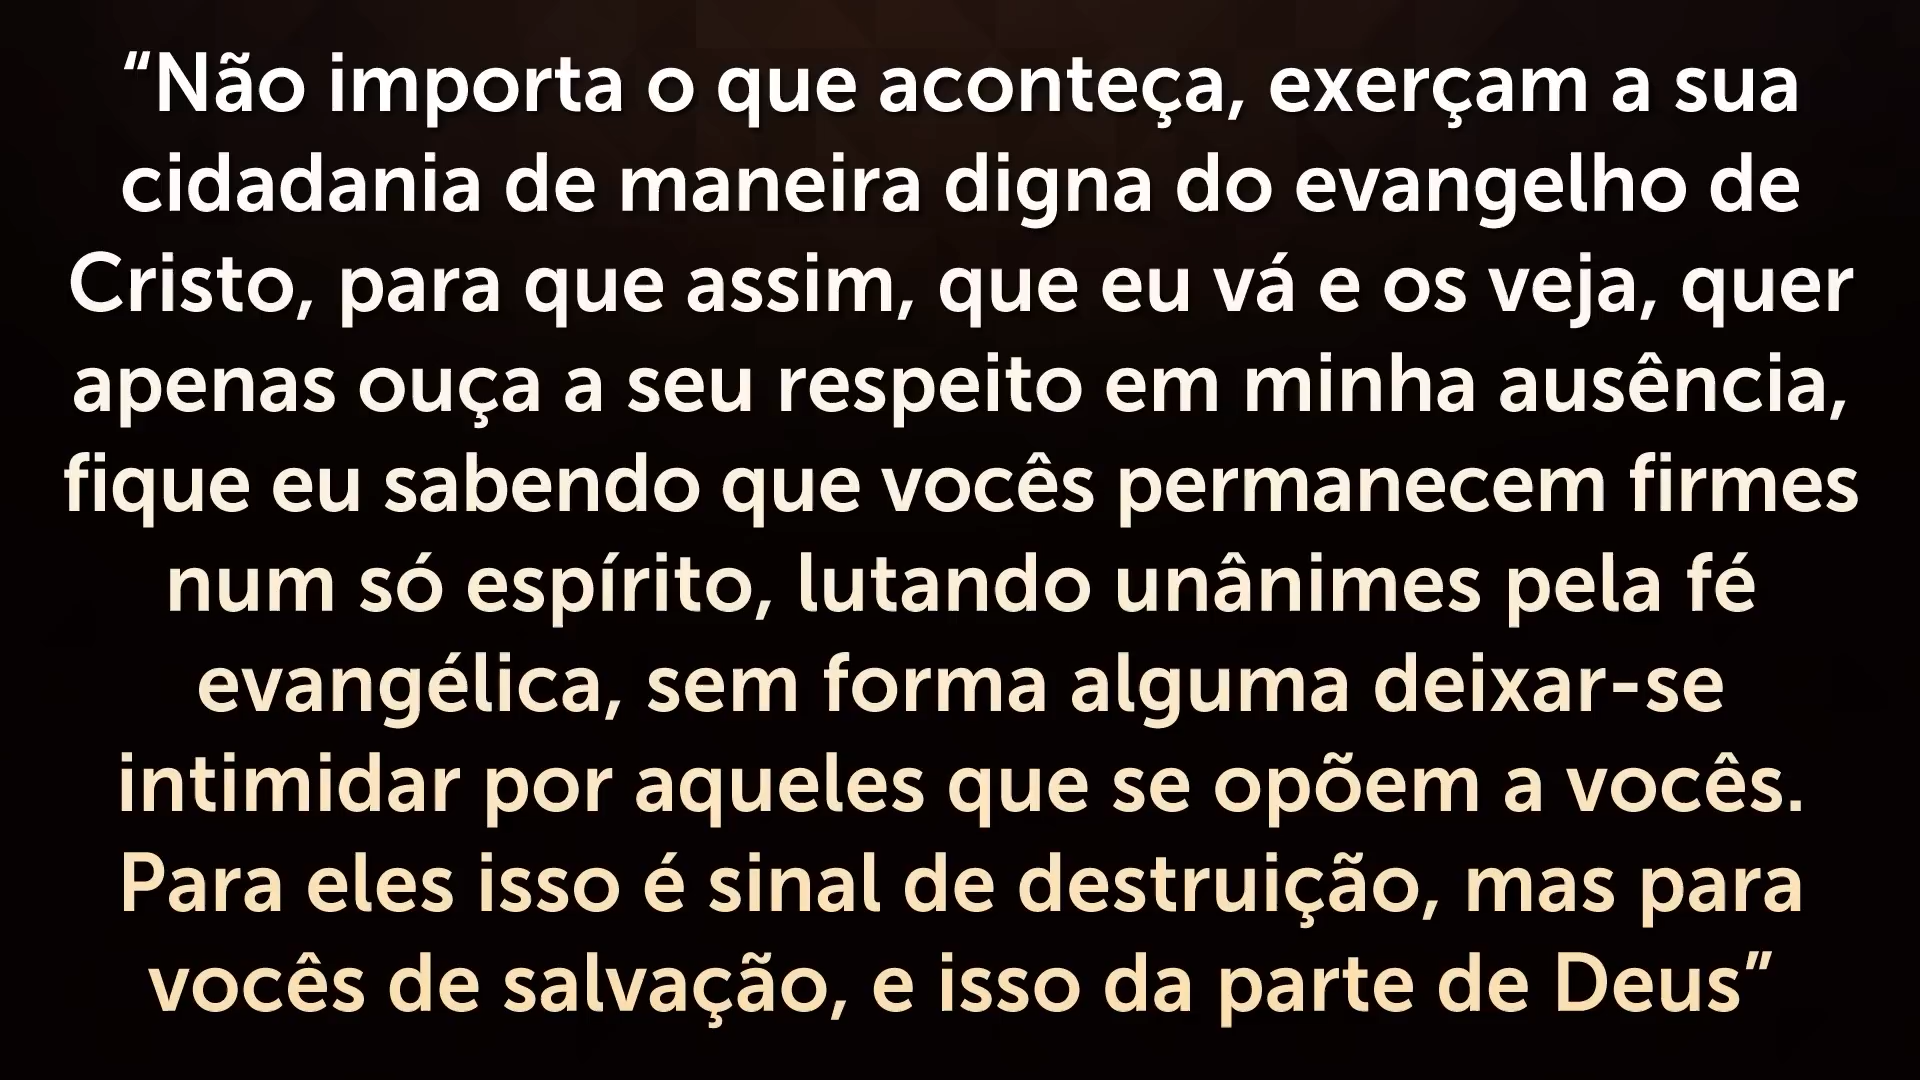 “Não importa o que aconteça, exerçam a sua
cidadania de maneira digna do evangelho de
Cristo, para que assim, que eu vá e os veja, quer
apenas ouça a seu respeito em minha ausência,
fique eu sabendo que vocês permanecem firmes
num só espírito, lutando unânimes pela fé
evangélica, sem forma alguma deixar-se
intimidar por aqueles que se opõem a vocês.
Para eles isso é sinal de destruição, mas para
vocês de salvação, e isso da parte de Deus”